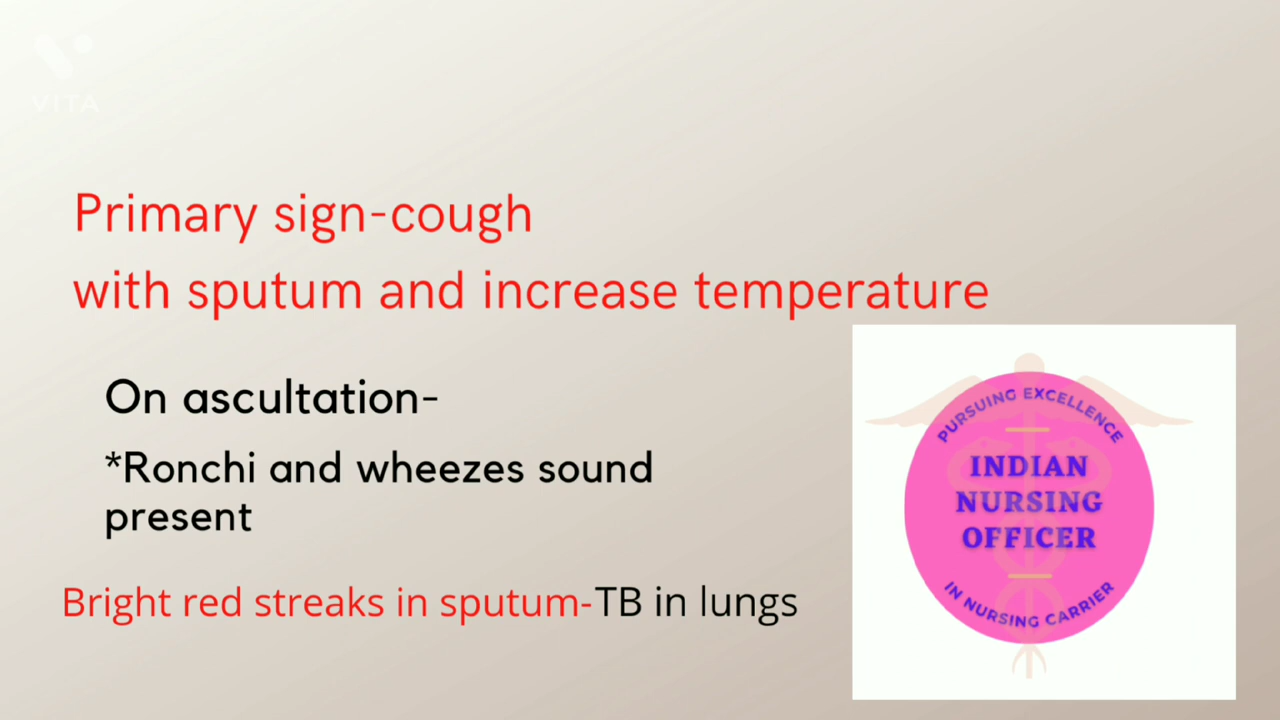 VITA
Primary sign-cough
with sputum and increase temperature
On ascultation-
*Ronchi and wheezes sound
present
Bright red streaks in sputum-TB in lungs
PURSUING EXCELLENCE
INDIAN
NURSING
OFFICER
IN NURSING CARRIER